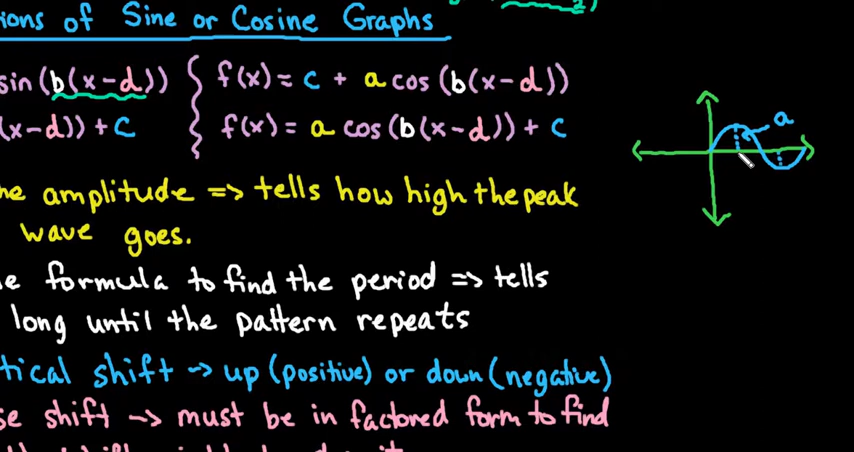 ions of Sine or Cosine Graphs
sin (b(x-d)) f(x) = c + a cos (b(x-d))
(x-d)) + c f(x) = a cos (b(x-d)) + c
a
he amplitude => tells how high the peak
wave goes.
e formula to find the period => tells
long until the pattern repeats
tical shift -> up (positive) or down (negative)
se shift -> must be in factored form to find